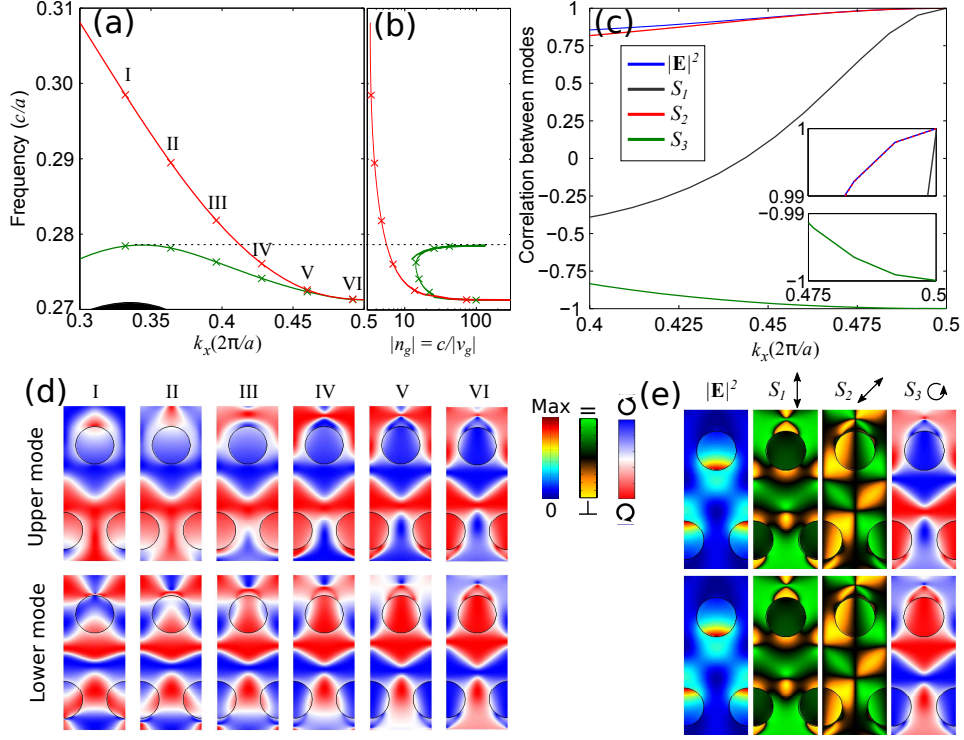 (a)
0.31
0.30
0.29
0.28
0.27
Frequency (c/a)
I
II
III
IV
V
VI
0.3
0.35
0.4
0.45
0.5
kₓ(2π/a)
(b)
5
10
100
|n_g| = c/|v_g|
(c)
1
0.75
0.5
0.25
0
−0.25
−0.5
−0.75
−1
Correlation between modes
|E|²
S₁
S₂
S₃
1
0.99
−0.99
−1
0.475
0.5
0.4
0.425
0.45
0.475
0.5
kₓ(2π/a)
(d)
I
II
III
IV
V
VI
Upper mode
Lower mode
Max
0
=
⊥
(e)
|E|²
S₁
S₂
S₃